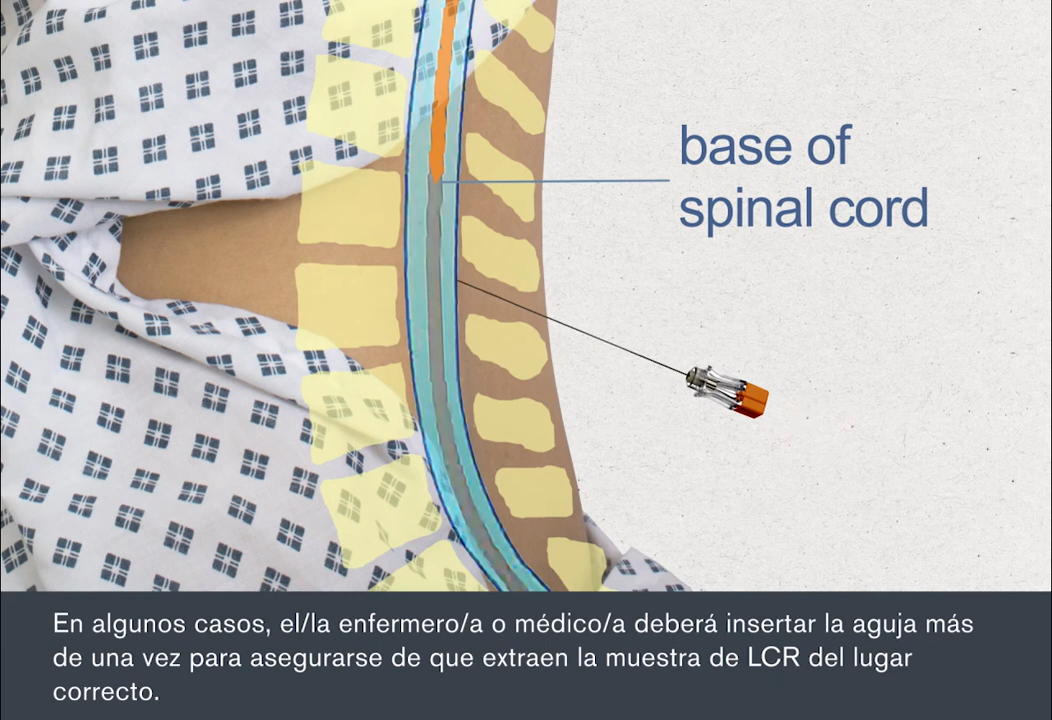 base of
spinal cord
En algunos casos, el/la enfermero/a o médico/a deberá insertar la aguja más
de una vez para asegurarse de que extraen la muestra de LCR del lugar
correcto.